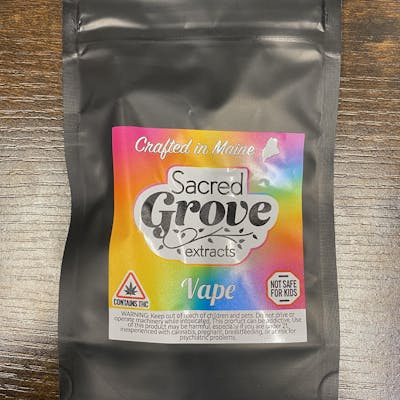 Crafted in Maine
Sacred
Grove
extracts
Vape
CONTAINS THC
NOT SAFE
FOR KIDS
WARNING: Keep out of reach of children and pets. Do not drive or
operate machinery while intoxicated. This product can be addictive. Use
of this product may be harmful, especially if you are under 21,
inexperienced with cannabis, pregnant, breastfeeding, or at risk for
psychiatric problems.